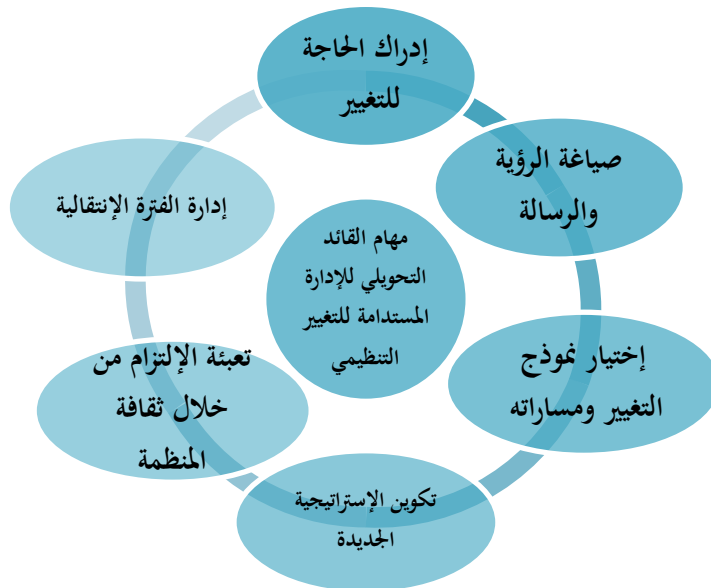 إدراك الحاجة
للتغيير
صياغة الرؤية
والرسالة
إختيار نموذج
التغيير ومساراته
تكوين الإستراتيجية
الجديدة
تعبئة الإلتزام من
خلال ثقافة
المنظمة
إدارة الفترة الإنتقالية
مهام القائد
التحويلي للإدارة
المستدامة للتغيير
التنظيمي